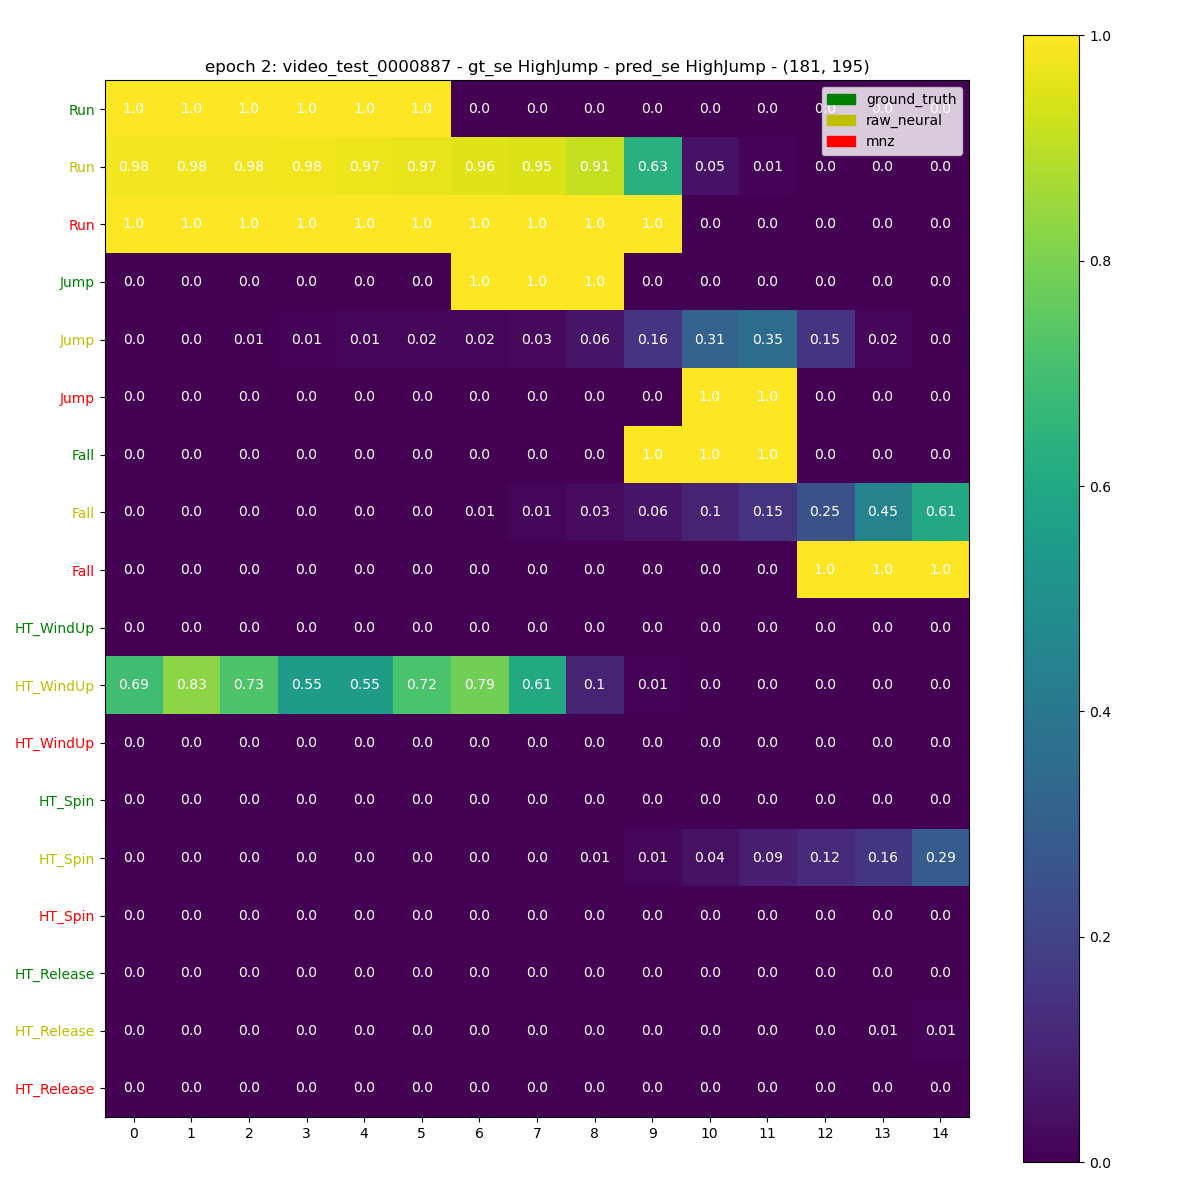 epoch 2: video_test_0000887 - gt_se HighJump - pred_se HighJump - (181, 195)
ground_truth
raw_neural
mnz
Run 1.0 1.0 1.0 1.0 1.0 1.0 0.0 0.0 0.0 0.0 0.0 0.0 0.0 0.0 0.0
Run 0.98 0.98 0.98 0.98 0.97 0.97 0.96 0.95 0.91 0.63 0.05 0.01 0.0 0.0 0.0
Run 1.0 1.0 1.0 1.0 1.0 1.0 1.0 1.0 1.0 1.0 0.0 0.0 0.0 0.0 0.0
Jump 0.0 0.0 0.0 0.0 0.0 0.0 1.0 1.0 1.0 0.0 0.0 0.0 0.0 0.0 0.0
Jump 0.0 0.0 0.01 0.01 0.01 0.02 0.02 0.03 0.06 0.16 0.31 0.35 0.15 0.02 0.0
Jump 0.0 0.0 0.0 0.0 0.0 0.0 0.0 0.0 0.0 0.0 1.0 1.0 0.0 0.0 0.0
Fall 0.0 0.0 0.0 0.0 0.0 0.0 0.0 0.0 0.0 1.0 1.0 1.0 0.0 0.0 0.0
Fall 0.0 0.0 0.0 0.0 0.0 0.0 0.01 0.01 0.03 0.06 0.1 0.15 0.25 0.45 0.61
Fall 0.0 0.0 0.0 0.0 0.0 0.0 0.0 0.0 0.0 0.0 0.0 0.0 1.0 1.0 1.0
HT_WindUp 0.0 0.0 0.0 0.0 0.0 0.0 0.0 0.0 0.0 0.0 0.0 0.0 0.0 0.0 0.0
HT_WindUp 0.69 0.83 0.73 0.55 0.55 0.72 0.79 0.61 0.1 0.01 0.0 0.0 0.0 0.0 0.0
HT_WindUp 0.0 0.0 0.0 0.0 0.0 0.0 0.0 0.0 0.0 0.0 0.0 0.0 0.0 0.0 0.0
HT_Spin 0.0 0.0 0.0 0.0 0.0 0.0 0.0 0.0 0.0 0.0 0.0 0.0 0.0 0.0 0.0
HT_Spin 0.0 0.0 0.0 0.0 0.0 0.0 0.0 0.0 0.01 0.01 0.04 0.09 0.12 0.16 0.29
HT_Spin 0.0 0.0 0.0 0.0 0.0 0.0 0.0 0.0 0.0 0.0 0.0 0.0 0.0 0.0 0.0
HT_Release 0.0 0.0 0.0 0.0 0.0 0.0 0.0 0.0 0.0 0.0 0.0 0.0 0.0 0.0 0.0
HT_Release 0.0 0.0 0.0 0.0 0.0 0.0 0.0 0.0 0.0 0.0 0.0 0.0 0.0 0.01 0.01
HT_Release 0.0 0.0 0.0 0.0 0.0 0.0 0.0 0.0 0.0 0.0 0.0 0.0 0.0 0.0 0.0
0 1 2 3 4 5 6 7 8 9 10 11 12 13 14
1.0
0.8
0.6
0.4
0.2
0.0